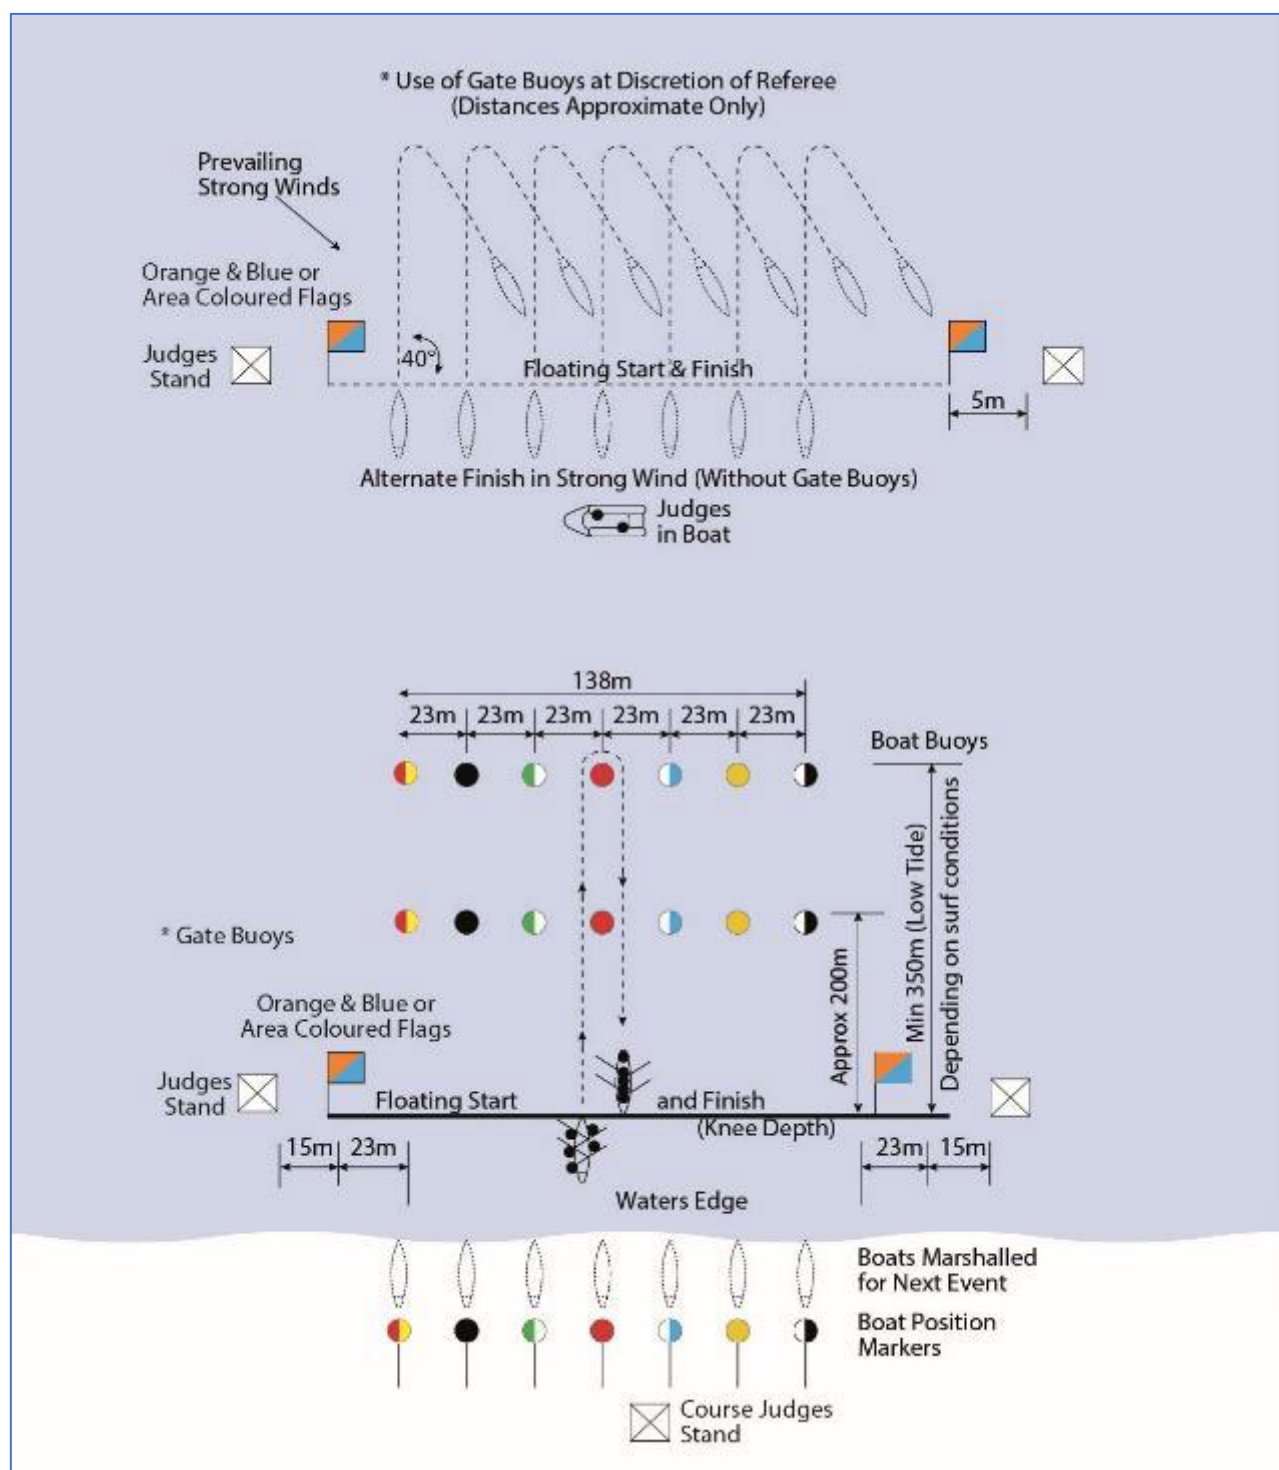 * Use of Gate Buoys at Discretion of Referee
(Distances Approximate Only)
Prevailing
Strong Winds
Orange & Blue or
Area Coloured Flags
Judges
Stand
40°
Floating Start & Finish
5m
Alternate Finish in Strong Wind (Without Gate Buoys)
Judges
in Boat
138m
23m
23m
23m
23m
23m
23m
Boat Buoys
* Gate Buoys
Approx 200m
Min 350m (Low Tide)
Depending on surf conditions
Orange & Blue or
Area Coloured Flags
Judges
Stand
Floating Start
and Finish
(Knee Depth)
15m
23m
23m
15m
Waters Edge
Boats Marshalled
for Next Event
Boat Position
Markers
Course Judges
Stand